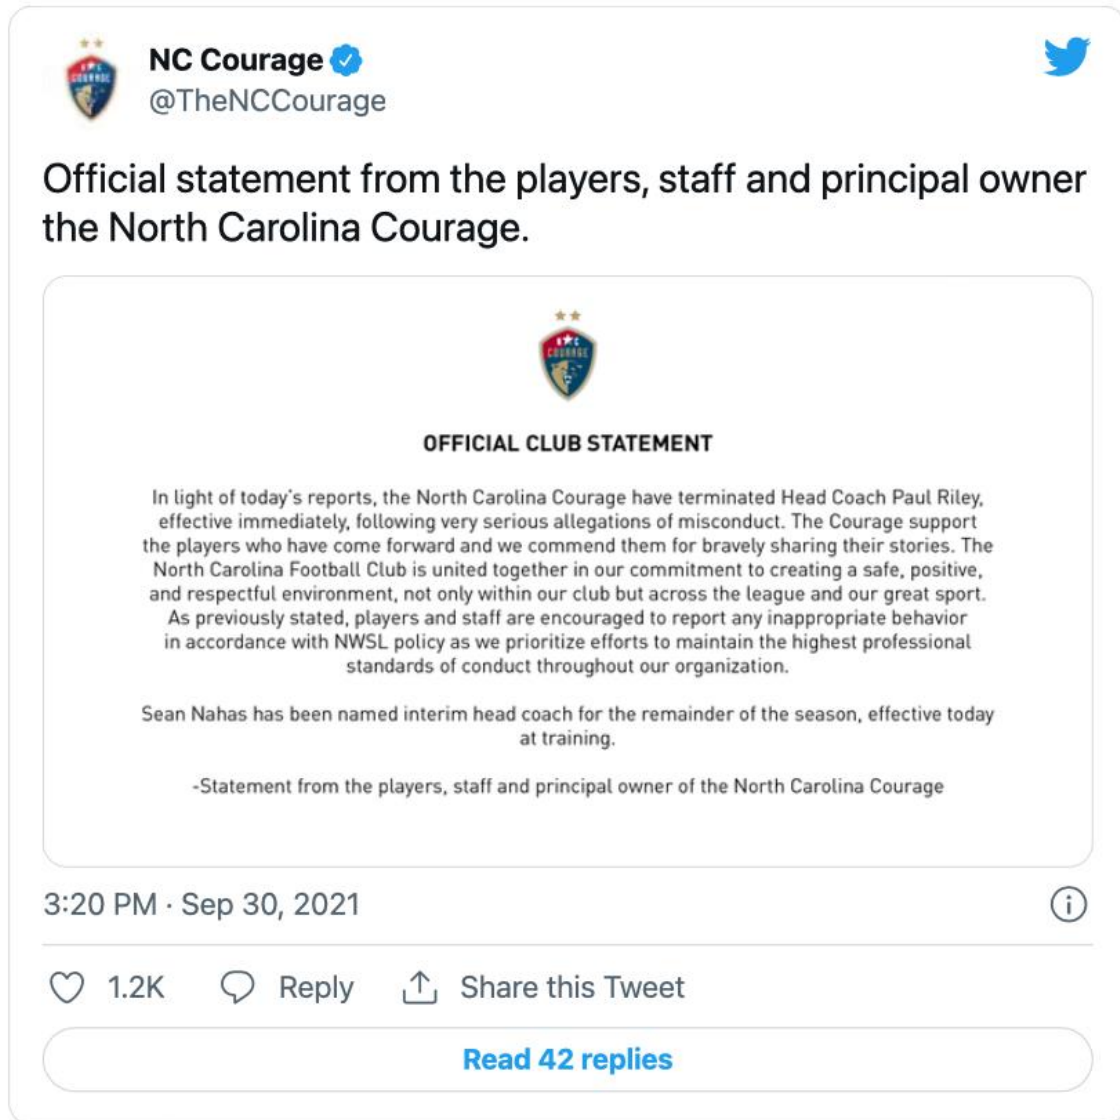 NC Courage
@TheNCCourage
Official statement from the players, staff and principal owner
the North Carolina Courage.
COURAGE
OFFICIAL CLUB STATEMENT
In light of today's reports, the North Carolina Courage have terminated Head Coach Paul Riley,
effective immediately, following very serious allegations of misconduct. The Courage support
the players who have come forward and we commend them for bravely sharing their stories. The
North Carolina Football Club is united together in our commitment to creating a safe, positive,
and respectful environment, not only within our club but across the league and our great sport.
As previously stated, players and staff are encouraged to report any inappropriate behavior
in accordance with NWSL policy as we prioritize efforts to maintain the highest professional
standards of conduct throughout our organization.
Sean Nahas has been named interim head coach for the remainder of the season, effective today
at training.
-Statement from the players, staff and principal owner of the North Carolina Courage
3:20 PM · Sep 30, 2021
1.2K Reply Share this Tweet
Read 42 replies